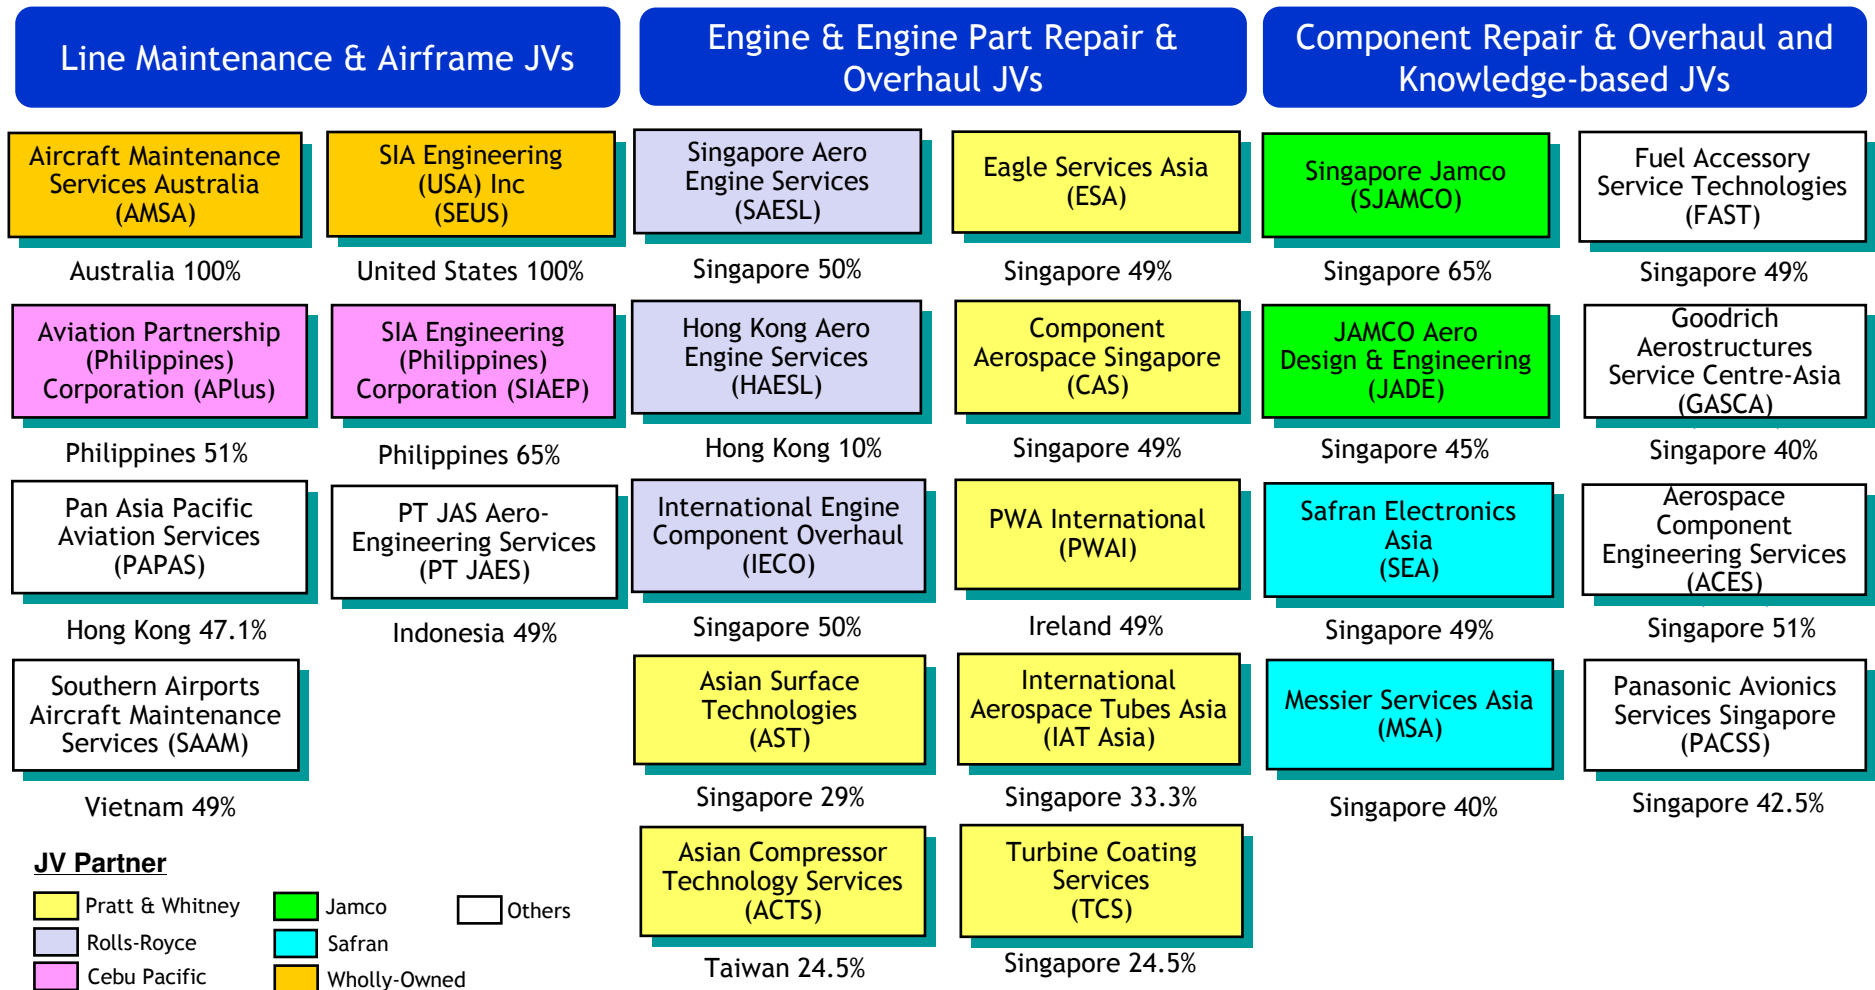 Line Maintenance & Airframe JVs
Engine & Engine Part Repair &
Overhaul JVs
Component Repair & Overhaul and
Knowledge-based JVs
Aircraft Maintenance
Services Australia
(AMSA)
Australia 100%
SIA Engineering
(USA) Inc
(SEUS)
United States 100%
Aviation Partnership
(Philippines)
Corporation (APlus)
Philippines 51%
SIA Engineering
(Philippines)
Corporation (SIAEP)
Philippines 65%
Pan Asia Pacific
Aviation Services
(PAPAS)
Hong Kong 47.1%
PT JAS Aero-
Engineering Services
(PT JAES)
Indonesia 49%
Southern Airports
Aircraft Maintenance
Services (SAAM)
Vietnam 49%
Singapore Aero
Engine Services
(SAESL)
Singapore 50%
Eagle Services Asia
(ESA)
Singapore 49%
Hong Kong Aero
Engine Services
(HAESL)
Hong Kong 10%
Component
Aerospace Singapore
(CAS)
Singapore 49%
International Engine
Component Overhaul
(IECO)
Singapore 50%
PWA International
(PWAI)
Ireland 49%
Asian Surface
Technologies
(AST)
Singapore 29%
International
Aerospace Tubes Asia
(IAT Asia)
Singapore 33.3%
Asian Compressor
Technology Services
(ACTS)
Taiwan 24.5%
Turbine Coating
Services
(TCS)
Singapore 24.5%
Singapore Jamco
(SJAMCO)
Singapore 65%
Fuel Accessory
Service Technologies
(FAST)
Singapore 49%
JAMCO Aero
Design & Engineering
(JADE)
Singapore 45%
Goodrich
Aerostructures
Service Centre-Asia
(GASCA)
Singapore 40%
Safran Electronics
Asia
(SEA)
Singapore 49%
Aerospace
Component
Engineering Services
(ACES)
Singapore 51%
Messier Services Asia
(MSA)
Singapore 40%
Panasonic Avionics
Services Singapore
(PACSS)
Singapore 42.5%
JV Partner
Pratt & Whitney
Rolls-Royce
Cebu Pacific
Jamco
Safran
Wholly-Owned
Others